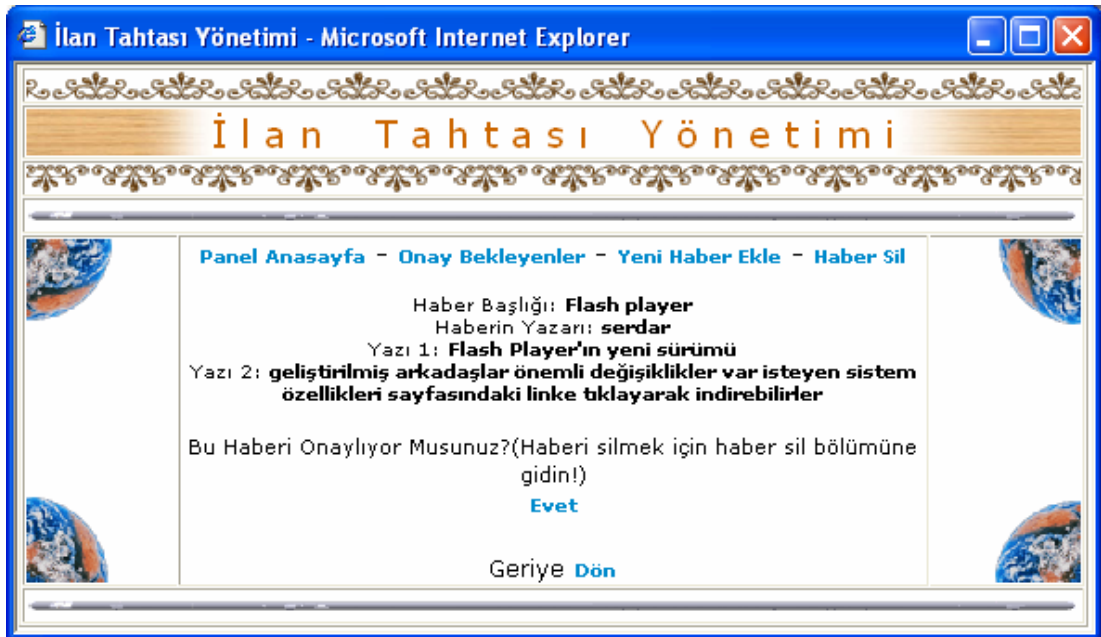 İlan Tahtası Yönetimi - Microsoft Internet Explorer
İlan Tahtası Yönetimi
Panel Anasayfa - Onay Bekleyenler - Yeni Haber Ekle - Haber Sil
Haber Başlığı: Flash player
Haberin Yazarı: serdar
Yazı 1: Flash Player'ın yeni sürümü
Yazı 2: geliştirilmiş arkadaşlar önemli değişiklikler var isteyen sistem
özellikleri sayfasındaki linke tıklayarak indirebilirler
Bu Haberi Onaylıyor Musunuz?(Haberi silmek için haber sil bölümüne
gidin!)
Evet
Geriye Dön